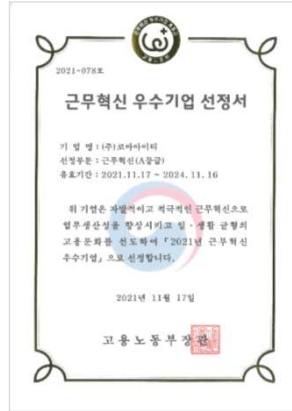 2021-078호
근무혁신 우수기업 선정서
기 업 명 : (주)코아아이티
선정부문 : 근무혁신(A등급)
유효기간 : 2021.11.17 ~ 2024. 11. 16
위 기업은 자발적이고 적극적인 근무혁신으로
업무생산성을 향상시키고 일 · 생활 균형의
고용문화를 선도하여 「2021년 근무혁신
우수기업」으로 선정합니다.
2021년 11월 17일
고용노동부장관